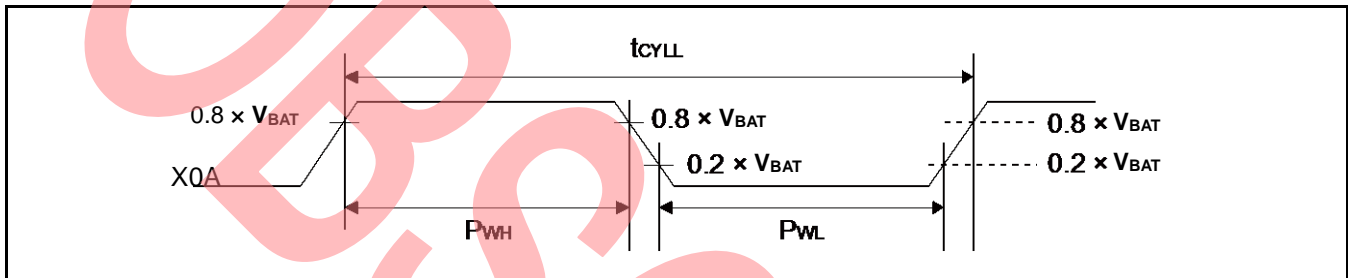 tCYLL
0.8 × VBAT
0.8 × VBAT
0.8 × VBAT
0.2 × VBAT
0.2 × VBAT
X0A
PWH
PWL